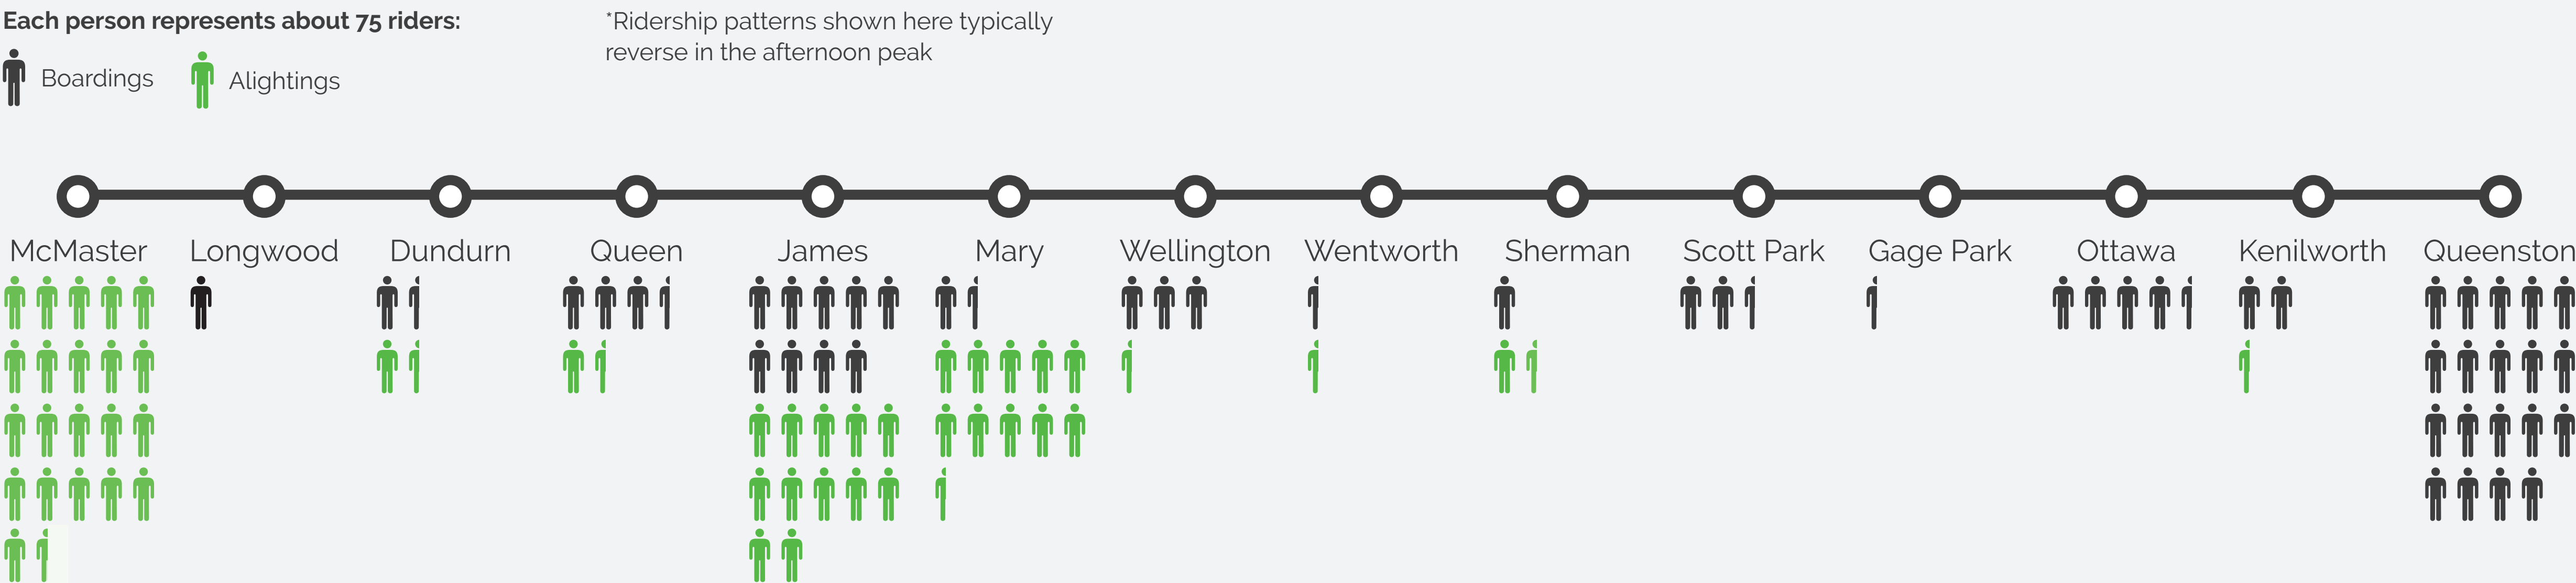 Each person represents about 75 riders:
*Ridership patterns shown here typically
reverse in the afternoon peak
Boardings
Alightings
McMaster
Longwood
Dundurn
Queen
James
Mary
Wellington
Wentworth
Sherman
Scott Park
Gage Park
Ottawa
Kenilworth
Queenston